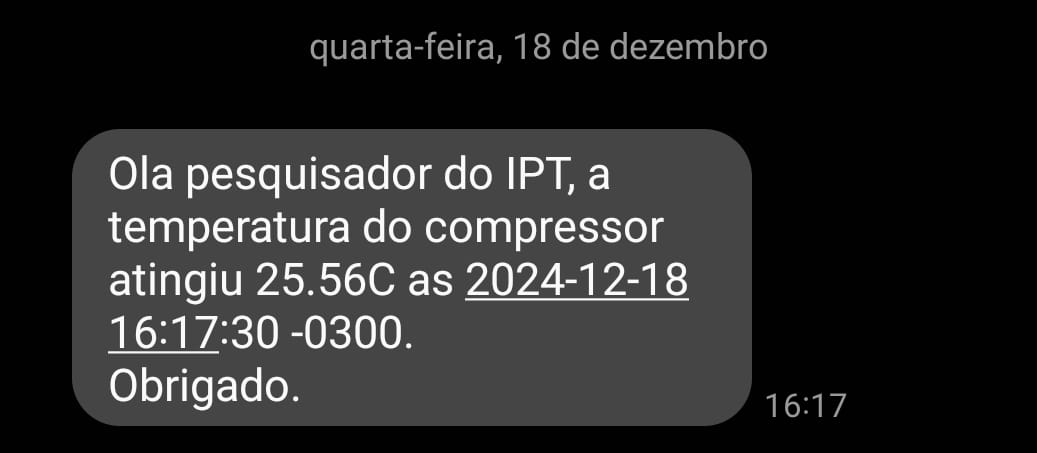 quarta-feira, 18 de dezembro
Ola pesquisador do IPT, a
temperatura do compressor
atingiu 25.56C as 2024-12-18
16:17:30 -0300.
Obrigado.
16:17